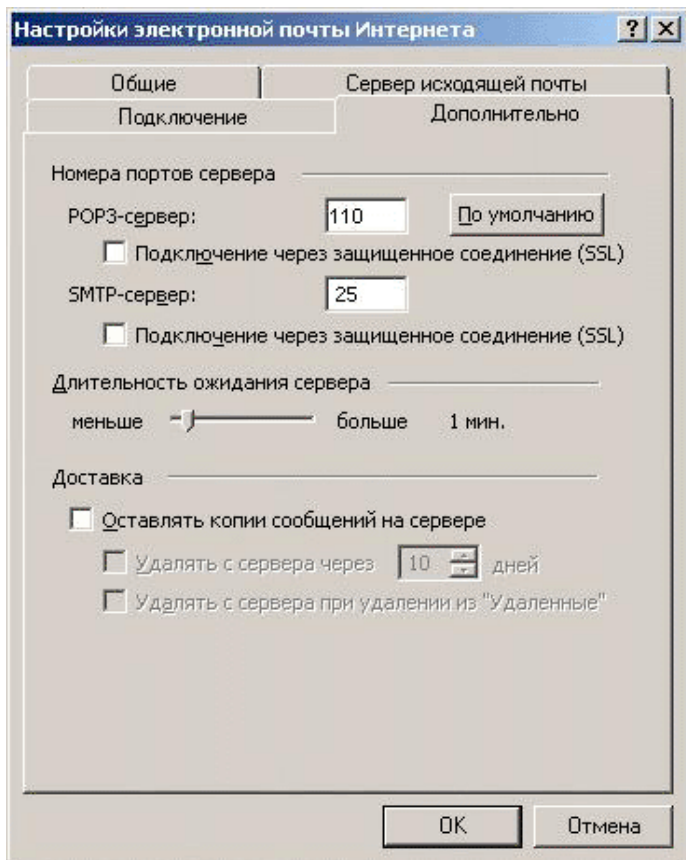 Настройки электронной почты Интернета
Общие
Сервер исходящей почты
Подключение
Дополнительно
Номера портов сервера
POP3-сервер: 110 По умолчанию
Подключение через защищенное соединение (SSL)
SMTP-сервер: 25
Подключение через защищенное соединение (SSL)
Длительность ожидания сервера
меньше больше 1 мин.
Доставка
Оставлять копии сообщений на сервере
Удалять с сервера через 10 дней
Удалять с сервера при удалении из "Удаленные"
OK Отмена